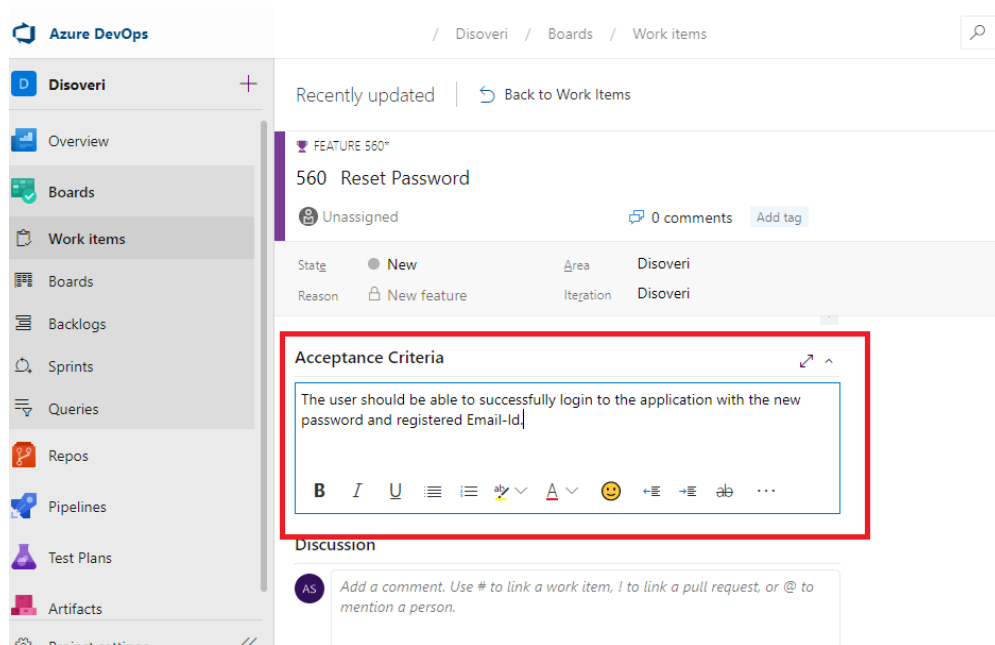 Azure DevOps
/ Disoveri / Boards / Work items
D Disoveri
Overview
Boards
Work items
Boards
Backlogs
Sprints
Queries
Repos
Pipelines
Test Plans
Artifacts
Project settings
Recently updated
Back to Work Items
FEATURE 560*
560 Reset Password
Unassigned
0 comments
Add tag
State New
Area Disoveri
Reason New feature
Iteration Disoveri
Acceptance Criteria
The user should be able to successfully login to the application with the new
password and registered Email-Id.
B I U ab A ab ...
Discussion
AS
Add a comment. Use # to link a work item, ! to link a pull request, or @ to
mention a person.